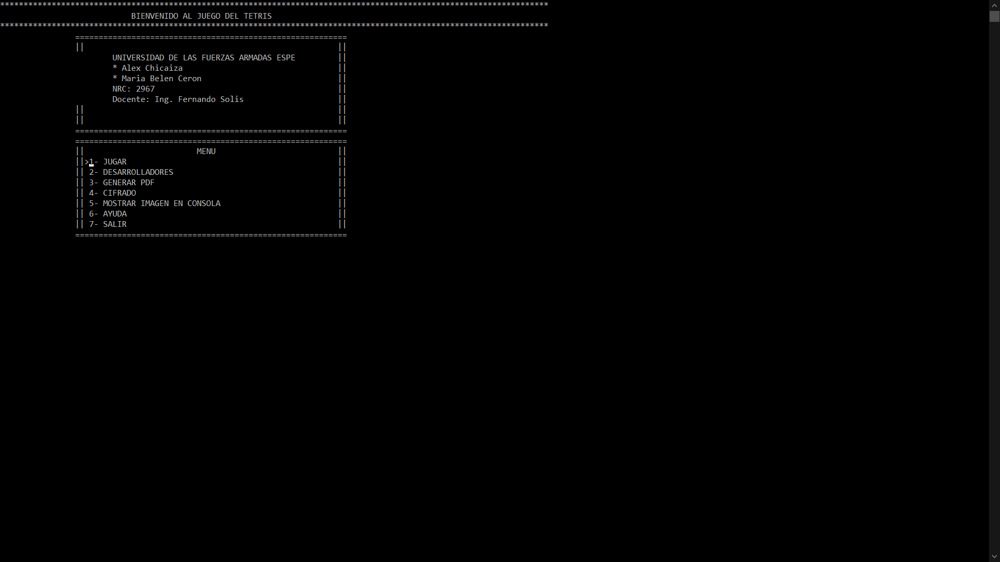 *********************************************************************************************************************
BIENVENIDO AL JUEGO DEL TETRIS
*********************************************************************************************************************
==========================================================
|| ||
UNIVERSIDAD DE LAS FUERZAS ARMADAS ESPE ||
* Alex Chicaiza ||
* Maria Belen Ceron ||
NRC: 2967 ||
Docente: Ing. Fernando Solis ||
|| ||
|| ||
==========================================================
==========================================================
|| MENU ||
||>1- JUGAR ||
|| 2- DESARROLLADORES ||
|| 3- GENERAR PDF ||
|| 4- CIFRADO ||
|| 5- MOSTRAR IMAGEN EN CONSOLA ||
|| 6- AYUDA ||
|| 7- SALIR ||
==========================================================